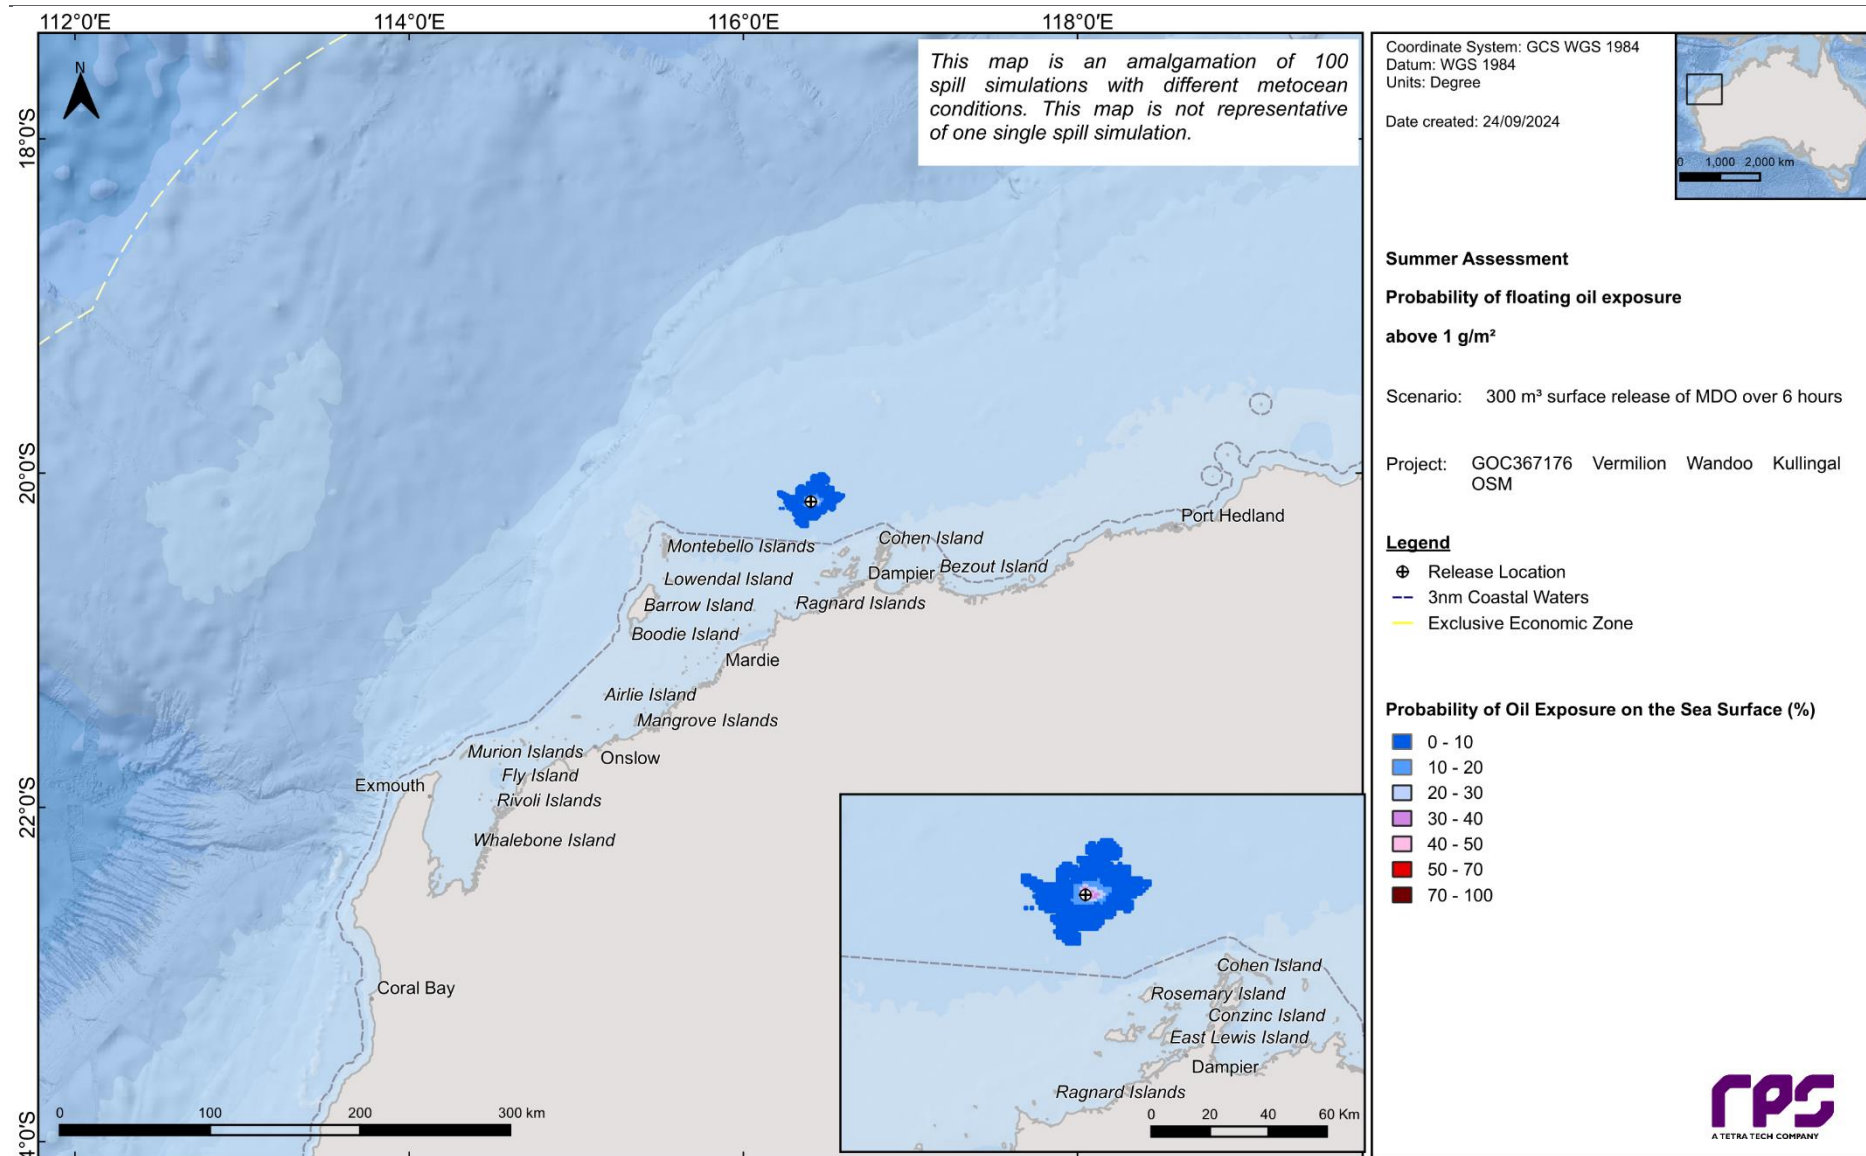 112°0'E 114°0'E 116°0'E 118°0'E
18°0'S
20°0'S
22°0'S
4°0'S
N
This map is an amalgamation of 100
spill simulations with different metocean
conditions. This map is not representative
of one single spill simulation.
Port Hedland
Cohen Island
Montebello Islands
Bezout Island
Dampier
Lowendal Island
Ragnard Islands
Barrow Island
Boodie Island
Mardie
Airlie Island
Mangrove Islands
Murion Islands
Onslow
Fly Island
Exmouth
Rivoli Islands
Whalebone Island
Coral Bay
0 100 200 300 km
Cohen Island
Rosemary Island
Conzinc Island
East Lewis Island
Dampier
Ragnard Islands
0 20 40 60 Km
Coordinate System: GCS WGS 1984
Datum: WGS 1984
Units: Degree
Date created: 24/09/2024
0 1,000 2,000 km
Summer Assessment
Probability of floating oil exposure
above 1 g/m²
Scenario: 300 m³ surface release of MDO over 6 hours
Project: GOC367176 Vermilion Wandoo Kullingal
OSM
Legend
Release Location
3nm Coastal Waters
Exclusive Economic Zone
Probability of Oil Exposure on the Sea Surface (%)
0 - 10
10 - 20
20 - 30
30 - 40
40 - 50
50 - 70
70 - 100
rps
A TETRA TECH COMPANY